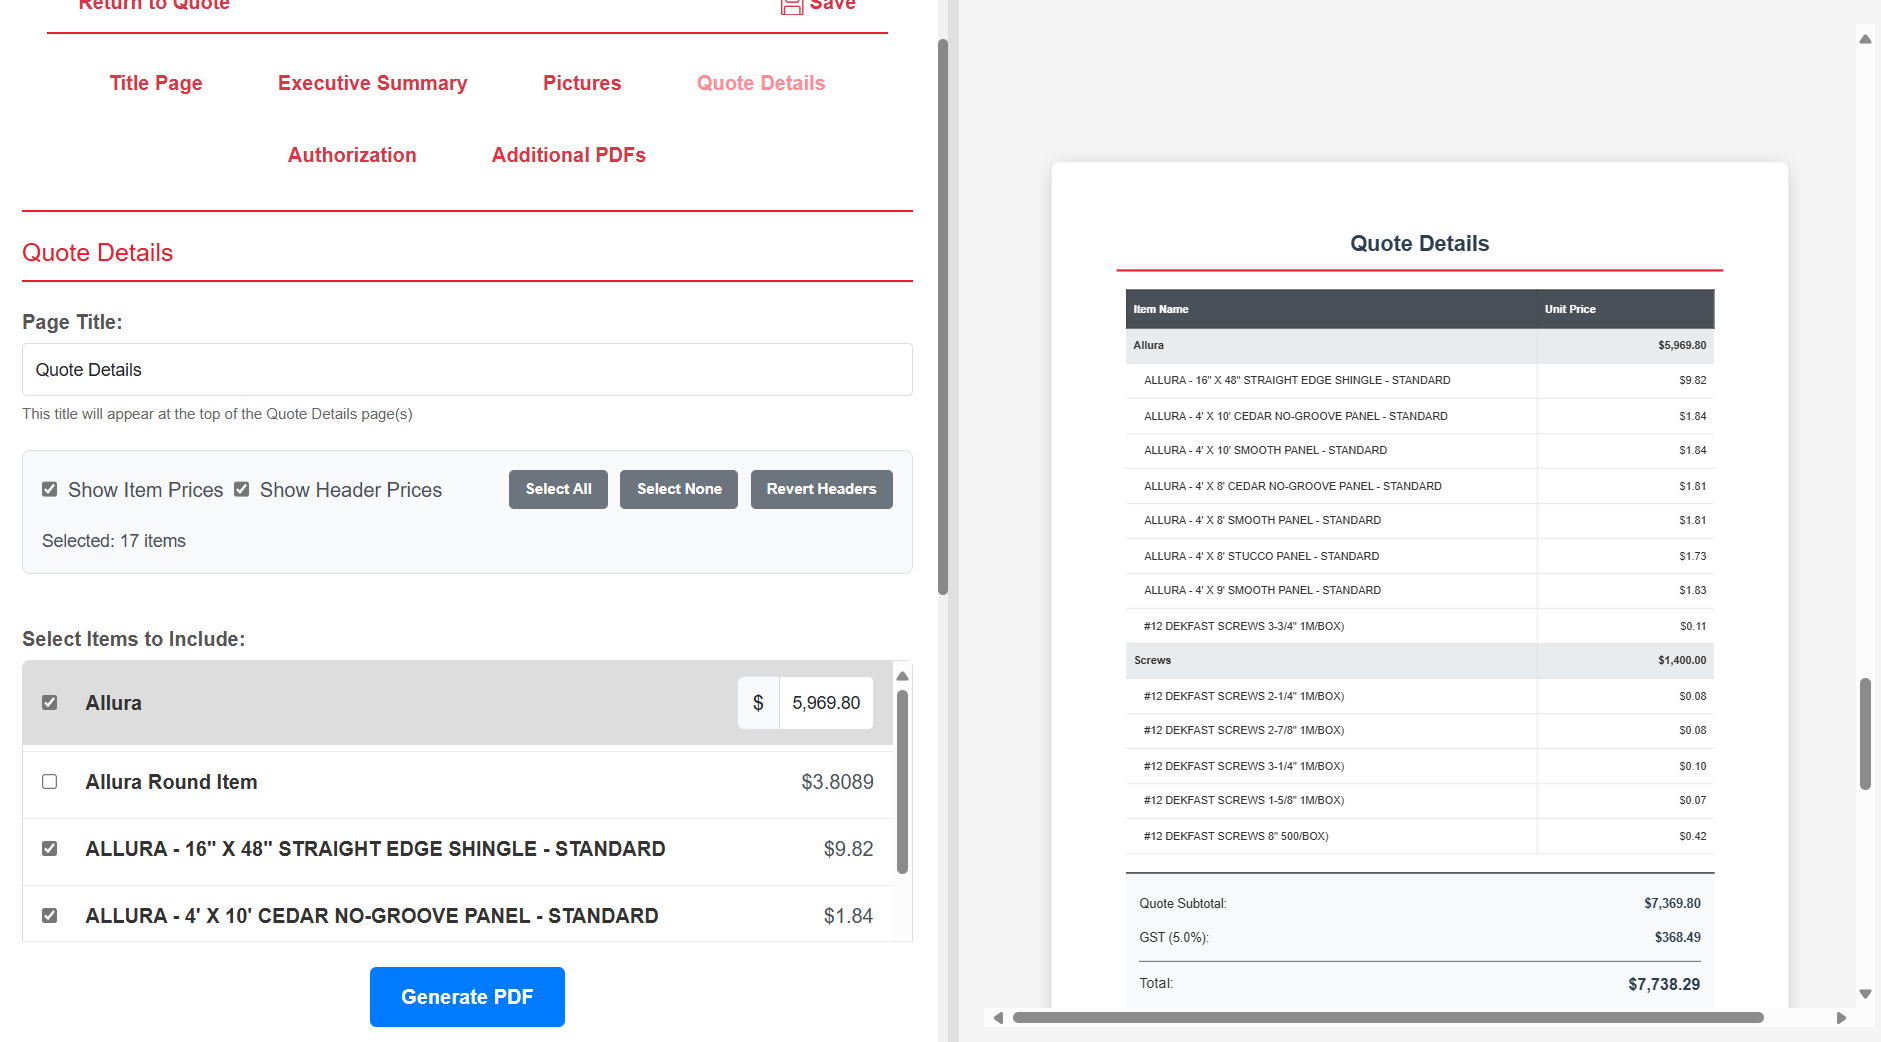 Return to Quote
Save
Title Page
Executive Summary
Pictures
Quote Details
Authorization
Additional PDFs
Quote Details
Page Title:
Quote Details
This title will appear at the top of the Quote Details page(s)
Show Item Prices
Show Header Prices
Select All
Select None
Revert Headers
Selected: 17 items
Select Items to Include:
Allura $ 5,969.80
Allura Round Item $3.8089
ALLURA - 16" X 48" STRAIGHT EDGE SHINGLE - STANDARD $9.82
ALLURA - 4' X 10' CEDAR NO-GROOVE PANEL - STANDARD $1.84
Generate PDF
Quote Details
Item Name Unit Price
Allura $5,969.80
ALLURA - 16" X 48" STRAIGHT EDGE SHINGLE - STANDARD $9.82
ALLURA - 4' X 10' CEDAR NO-GROOVE PANEL - STANDARD $1.84
ALLURA - 4' X 10' SMOOTH PANEL - STANDARD $1.84
ALLURA - 4' X 8' CEDAR NO-GROOVE PANEL - STANDARD $1.81
ALLURA - 4' X 8' SMOOTH PANEL - STANDARD $1.81
ALLURA - 4' X 8' STUCCO PANEL - STANDARD $1.73
ALLURA - 4' X 9' SMOOTH PANEL - STANDARD $1.83
#12 DEKFAST SCREWS 3-3/4" 1M/BOX) $0.11
Screws $1,400.00
#12 DEKFAST SCREWS 2-1/4" 1M/BOX) $0.08
#12 DEKFAST SCREWS 2-7/8" 1M/BOX) $0.08
#12 DEKFAST SCREWS 3-1/4" 1M/BOX) $0.10
#12 DEKFAST SCREWS 1-5/8" 1M/BOX) $0.07
#12 DEKFAST SCREWS 8" 500/BOX) $0.42
Quote Subtotal: $7,369.80
GST (5.0%): $368.49
Total: $7,738.29